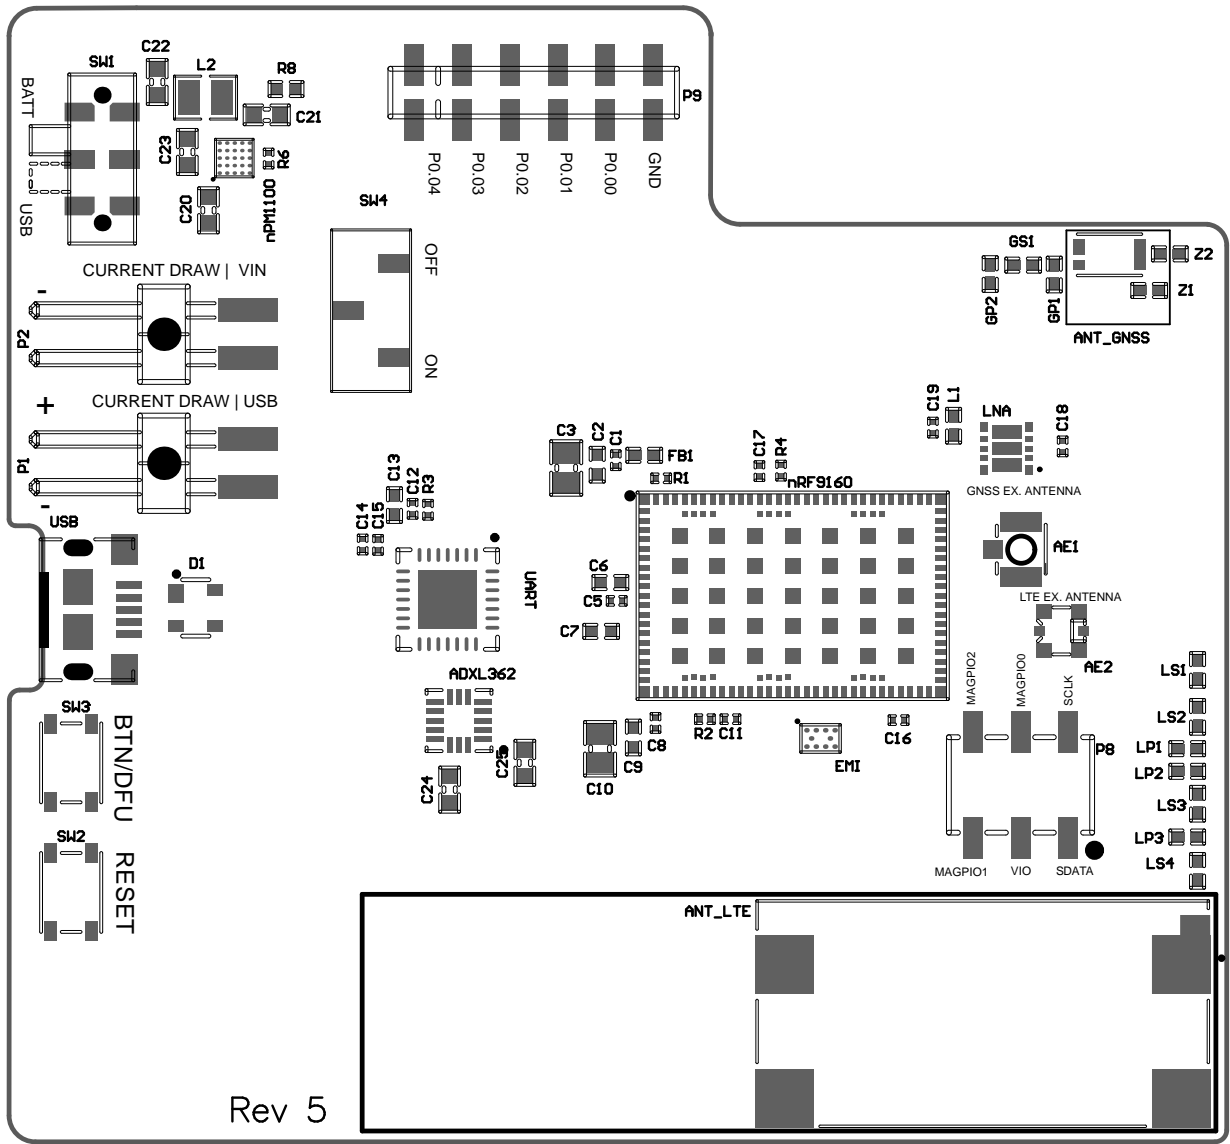 C22
SW1
L2
R8
P9
BATT
C21
C23
R6
USB
C20
nPM1100
P0.04
P0.03
P0.02
P0.01
P0.00
GND
SW4
OFF
ON
CURRENT DRAW | VIN
-
P2
+
CURRENT DRAW | USB
P1
-
GS1
Z2
GP2
GP1
Z1
ANT_GNSS
C19
L1
LNA
C18
GNSS EX. ANTENNA
C3
C2
C1
FB1
R1
C17
R4
nRF9160
C13
C12
R3
C14
C15
USB
D1
UART
C6
C5
C7
AE1
LTE EX. ANTENNA
AE2
ADXL362
SW3
BTN/DFU
C24
C25
C10
C9
C8
R2
C11
EMI
C16
MAGPIO2
MAGPIO0
SCLK
P8
MAGPIO1
VIO
SDATA
LS1
LS2
LP1
LP2
LS3
LP3
LS4
SW2
RESET
ANT_LTE
Rev 5